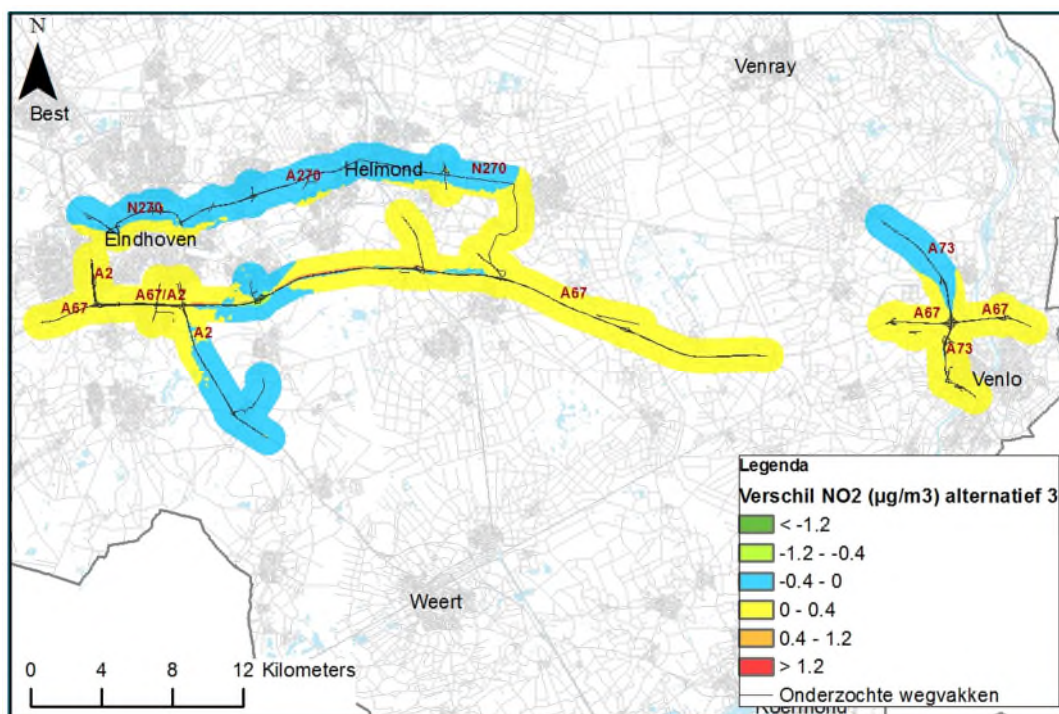 N
Venray
Best
Helmond
A270
N270
N270
Eindhoven
A73
A2
A67
A67/A2
A67
A67
A67
A2
A73
Venlo
Legenda
Verschil NO2 (µg/m3) alternatief 3
< -1.2
-1.2 - -0.4
-0.4 - 0
0 - 0.4
0.4 - 1.2
> 1.2
Onderzochte wegvakken
Weert
0 4 8 12 Kilometers
Roermond